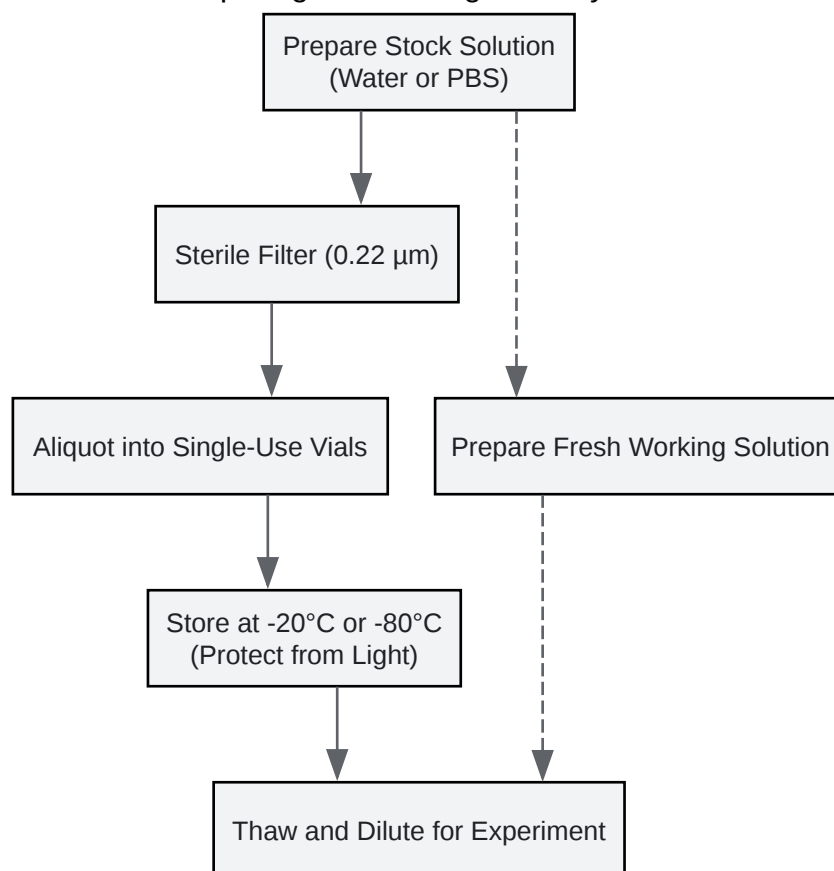 Prepare Stock Solution
(Water or PBS)
Sterile Filter (0.22 µm)
Aliquot into Single-Use Vials
Prepare Fresh Working Solution
Store at -20°C or -80°C
(Protect from Light)
Thaw and Dilute for Experiment